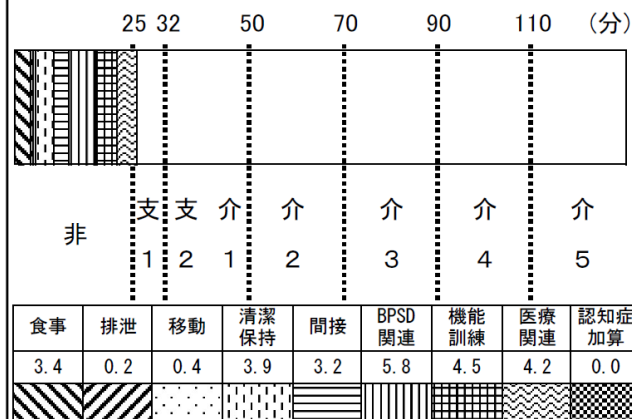 25 32 50 70 90 110 (分)
非 支1 支2 介1 介2 介3 介4 介5
食事 排泄 移動 清潔保持 間接 BPSD関連 機能訓練 医療関連 認知症加算
3.4 0.2 0.4 3.9 3.2 5.8 4.5 4.2 0.0